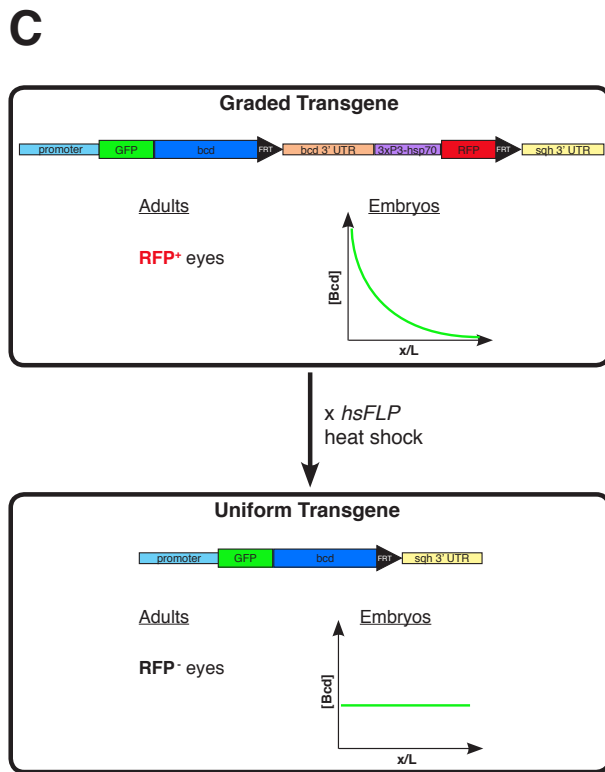 C
Graded Transgene
promoter GFP bcd FRT bcd 3' UTR 3xP3-hsp70 RFP FRT sqh 3' UTR
Adults Embryos
RFP+ eyes
[Bcd]
x/L
x hsFLP
heat shock
Uniform Transgene
promoter GFP bcd FRT sqh 3' UTR
Adults Embryos
RFP- eyes
[Bcd]
x/L